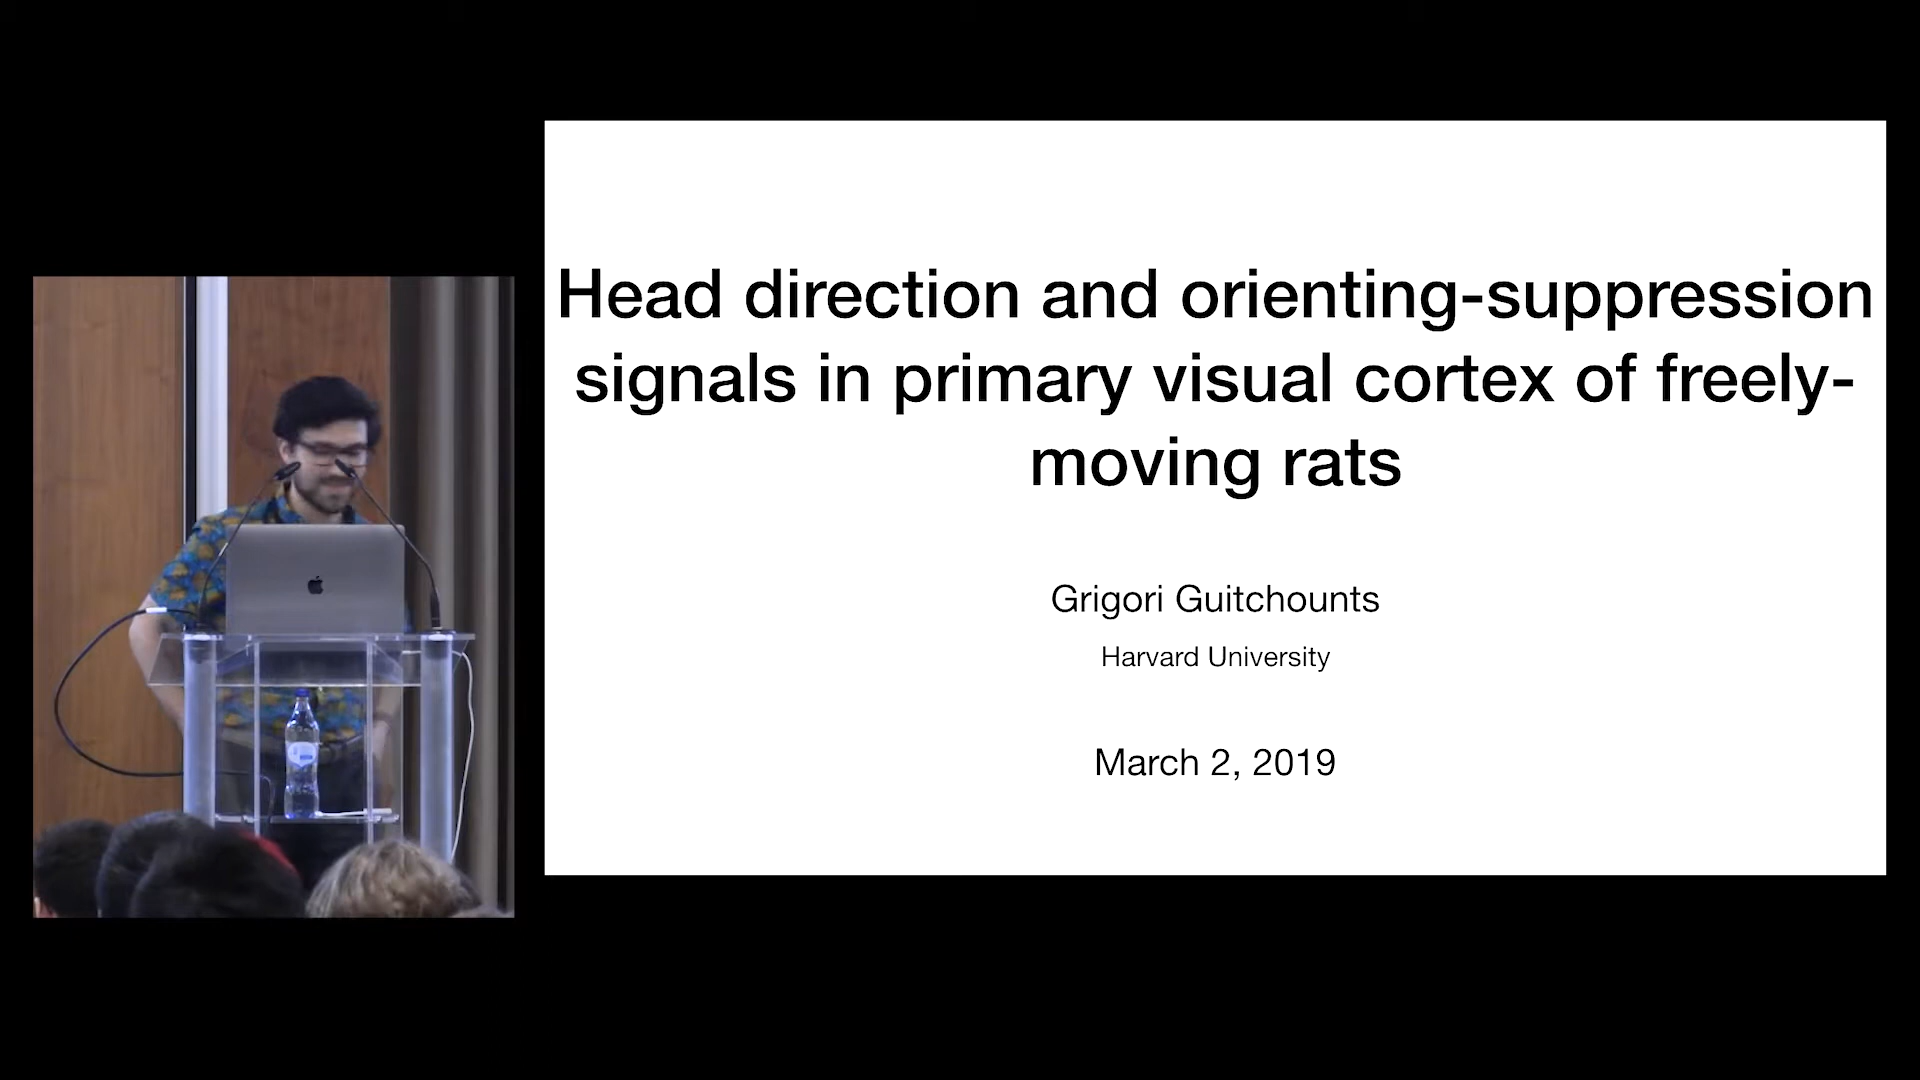 Head direction and orienting-suppression
signals in primary visual cortex of freely-
moving rats
Grigori Guitchounts
Harvard University
March 2, 2019